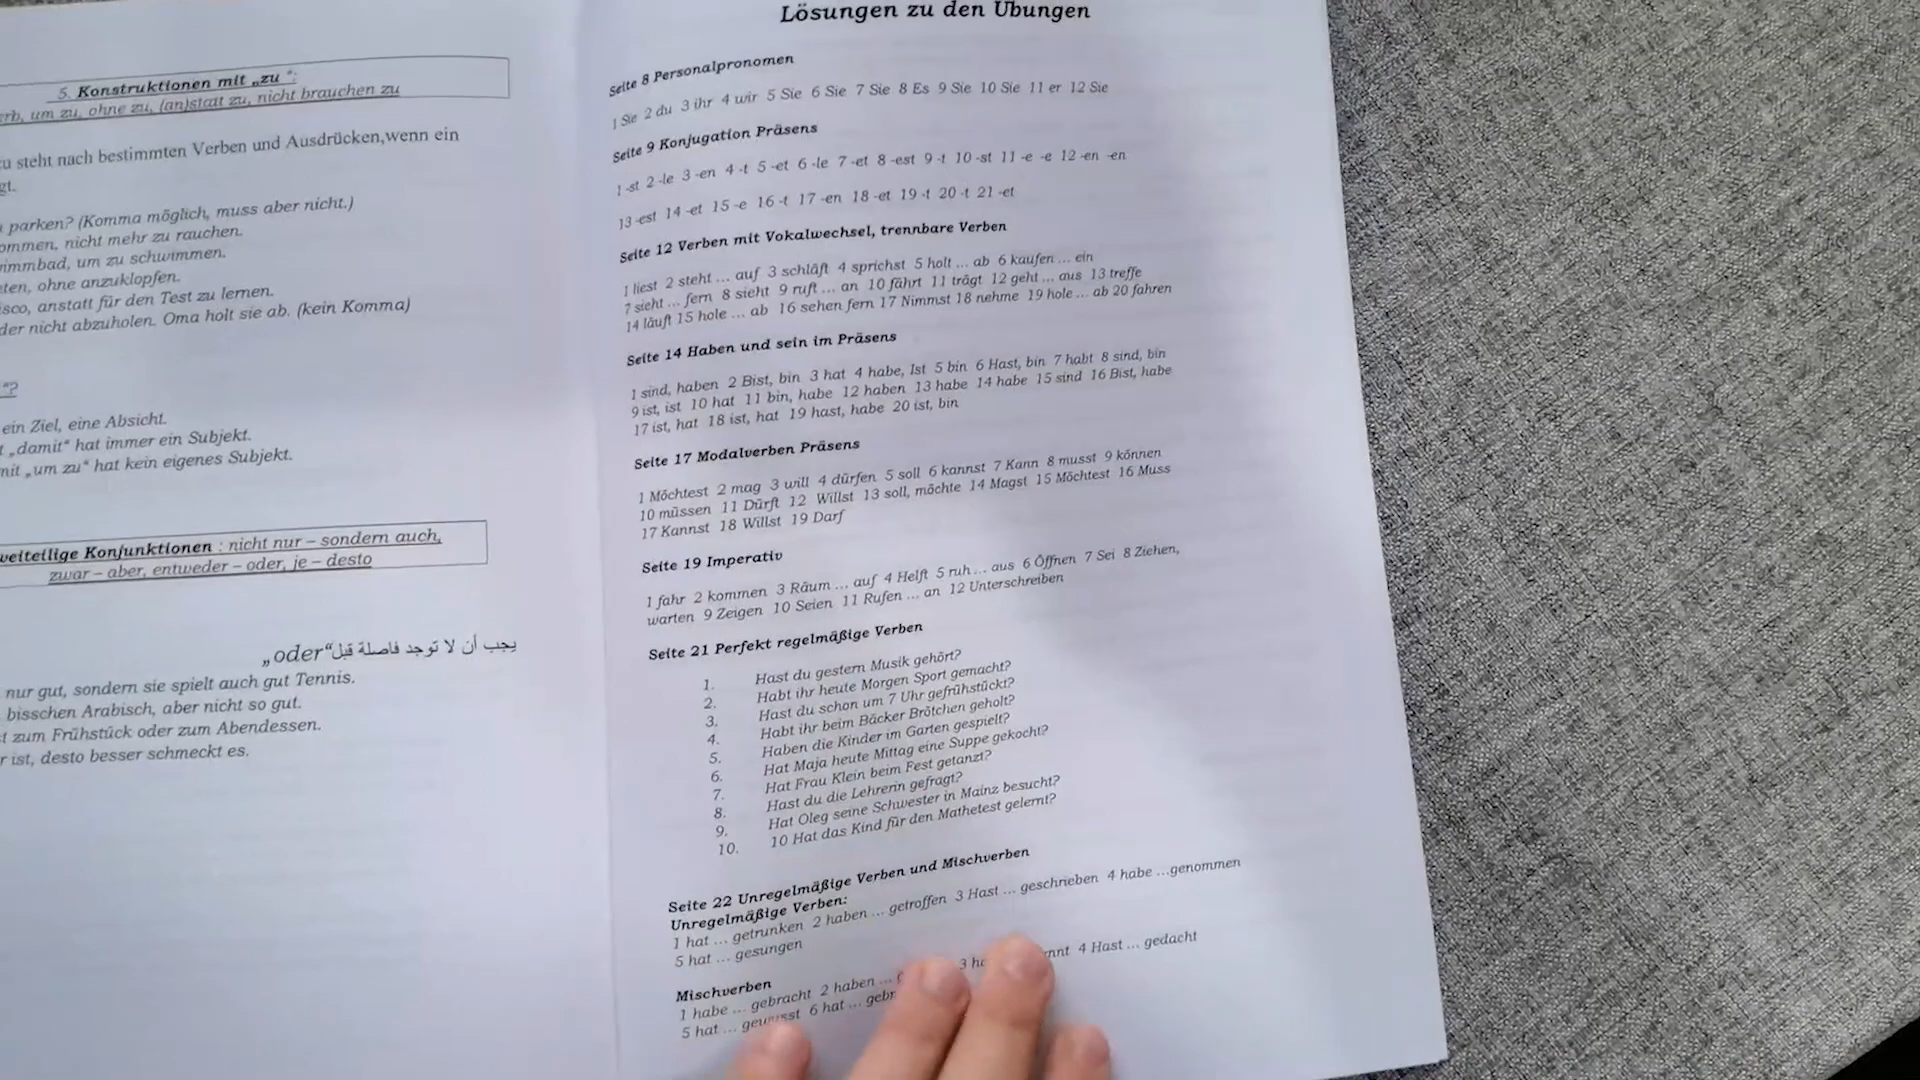 5. Konstruktionen mit „zu “:
um zu, ohne zu, (an)statt zu, nicht brauchen zu
steht nach bestimmten Verben und Ausdrücken,wenn ein
parken? (Komma möglich, muss aber nicht.)
nicht mehr zu rauchen.
um zu schwimmen.
ohne anzuklopfen.
anstatt für den Test zu lernen.
nicht abzuholen. Oma holt sie ab. (kein Komma)
“?
ein Ziel, eine Absicht.
„damit“ hat immer ein Subjekt.
„um zu“ hat kein eigenes Subjekt.
Konjunktionen : nicht nur – sondern auch,
zwar – aber, entweder – oder, je – desto
يجب أن لا توجد فاصلة قبل „oder“
nur gut, sondern sie spielt auch gut Tennis.
bisschen Arabisch, aber nicht so gut.
zum Frühstück oder zum Abendessen.
ist, desto besser schmeckt es.
Lösungen zu den Übungen
Seite 8 Personalpronomen
1 Sie 2 du 3 ihr 4 wir 5 Sie 6 Sie 7 Sie 8 Es 9 Sie 10 Sie 11 er 12 Sie
Seite 9 Konjugation Präsens
1 -st 2 -le 3 -en 4 -t 5 -et 6 -le 7 -et 8 -est 9 -t 10 -st 11 -e -e 12 -en -en
13 -est 14 -et 15 -e 16 -t 17 -en 18 -et 19 -t 20 -t 21 -et
Seite 12 Verben mit Vokalwechsel, trennbare Verben
1 liest 2 steht ... auf 3 schläft 4 sprichst 5 holt ... ab 6 kaufen ... ein
7 sieht ... fern 8 sieht 9 ruft ... an 10 fährt 11 trägt 12 geht ... aus 13 treffe
14 läuft 15 hole ... ab 16 sehen fern 17 Nimmst 18 nehme 19 hole ... ab 20 fahren
Seite 14 Haben und sein im Präsens
1 sind, haben 2 Bist, bin 3 hat 4 habe, Ist 5 bin 6 Hast, bin 7 habt 8 sind, bin
9 ist, ist 10 hat 11 bin, habe 12 haben 13 habe 14 habe 15 sind 16 Bist, habe
17 ist, hat 18 ist, hat 19 hast, habe 20 ist, bin
Seite 17 Modalverben Präsens
1 Möchtest 2 mag 3 will 4 dürfen 5 soll 6 kannst 7 Kann 8 musst 9 können
10 müssen 11 Dürft 12 Willst 13 soll, möchte 14 Magst 15 Möchtest 16 Muss
17 Kannst 18 Willst 19 Darf
Seite 19 Imperativ
1 fahr 2 kommen 3 Räum ... auf 4 Helft 5 ruh ... aus 6 Öffnen 7 Sei 8 Ziehen,
warten 9 Zeigen 10 Seien 11 Rufen ... an 12 Unterschreiben
Seite 21 Perfekt regelmäßige Verben
1. Hast du gestern Musik gehört?
2. Habt ihr heute Morgen Sport gemacht?
3. Hast du schon um 7 Uhr gefrühstückt?
4. Habt ihr beim Bäcker Brötchen geholt?
5. Haben die Kinder im Garten gespielt?
6. Hat Maja heute Mittag eine Suppe gekocht?
7. Hat Frau Klein beim Fest getanzt?
8. Hast du die Lehrerin gefragt?
9. Hat Oleg seine Schwester in Mainz besucht?
10. 10 Hat das Kind für den Mathetest gelernt?
Seite 22 Unregelmäßige Verben und Mischverben
Unregelmäßige Verben:
1 hat ... getrunken 2 haben ... getroffen 3 Hast ... geschrieben 4 habe ...genommen
5 hat ... gesungen
Mischverben
1 habe ... gebracht 2 haben ... 3 4 Hast ... gedacht
5 hat ... gewusst 6 hat ...